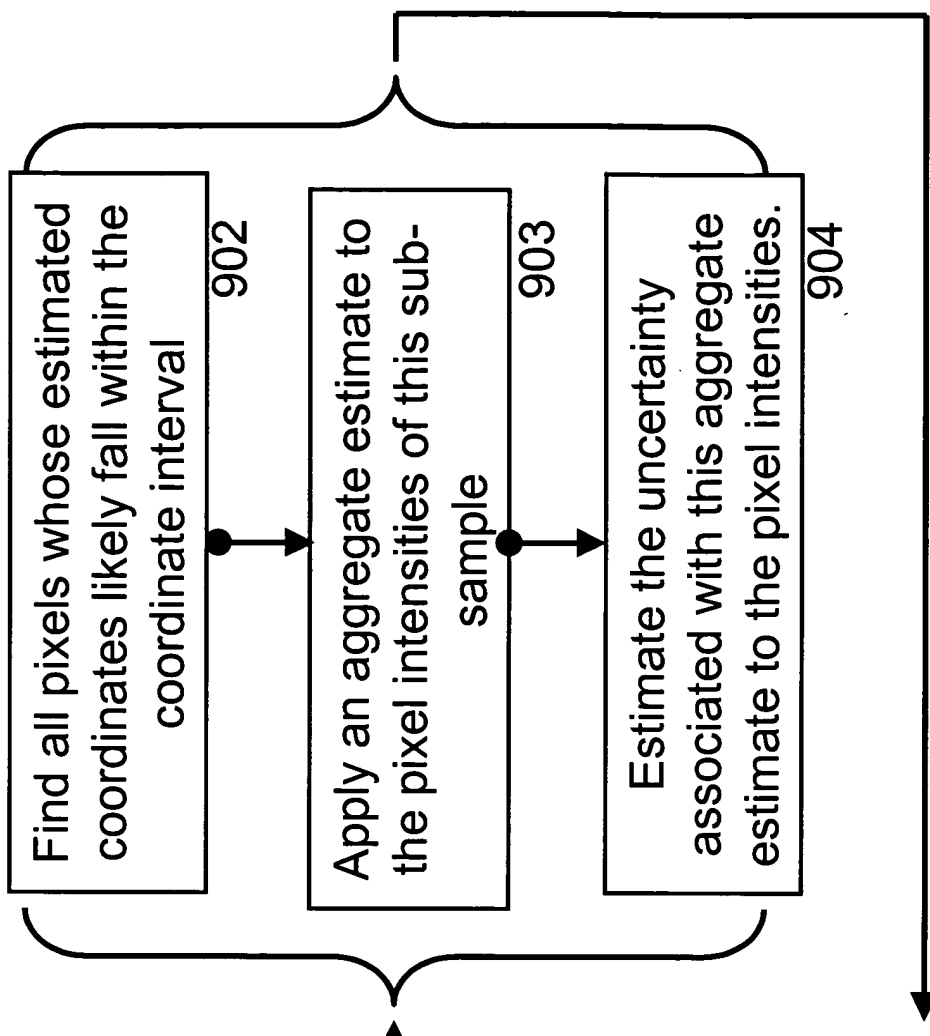 Find all pixels whose estimated
coordinates likely fall within the
coordinate interval
902
Apply an aggregate estimate to
the pixel intensities of this sub-
sample
903
Estimate the uncertainty
associated with this aggregate
estimate to the pixel intensities.
904